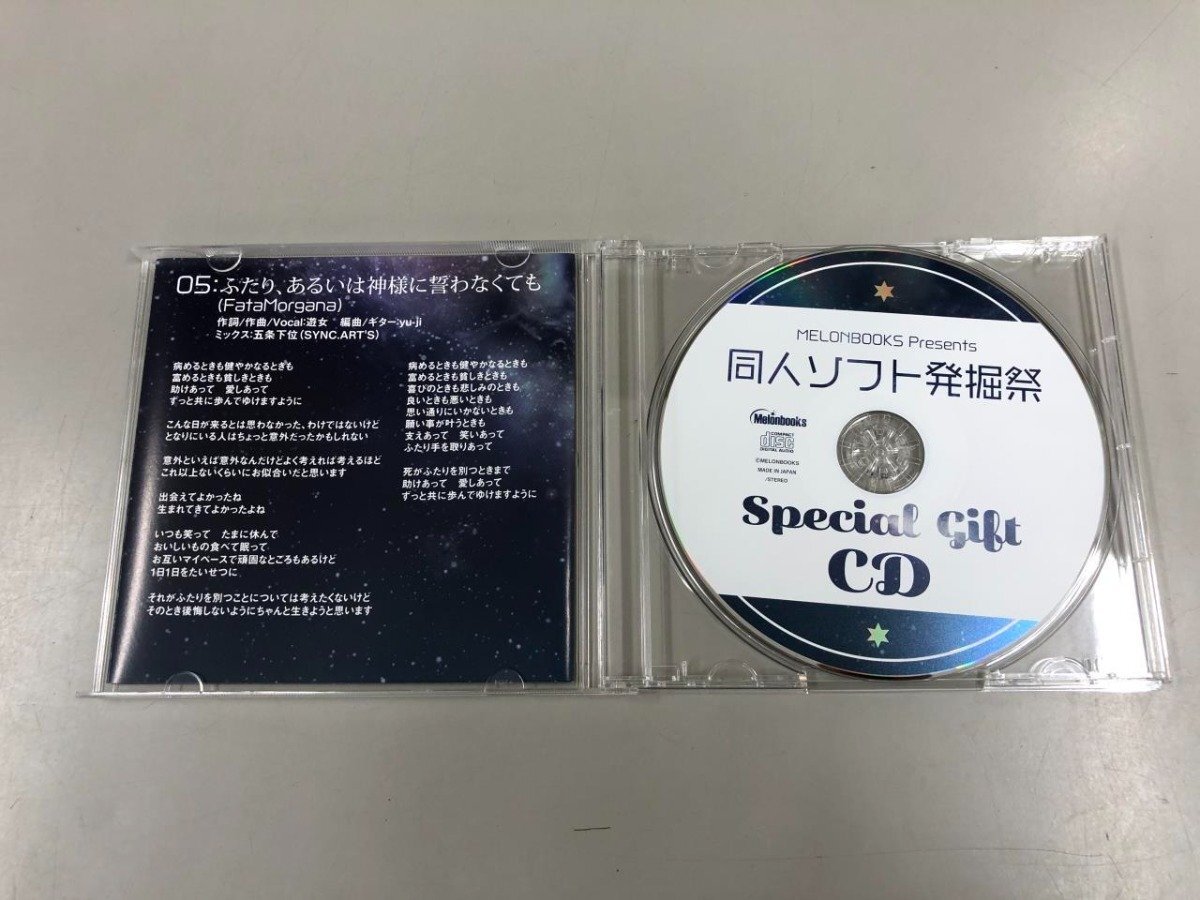 05:ふたり、あるいは神様に誓わなくても
(FataMorgana)
作詞/作曲/Vocal:遊女 編曲/ギター:yu-ji
ミックス:五条下位(SYNC.ART'S)
病めるときも健やかなるときも
富めるときも貧しきときも
助けあって 愛しあって
ずっと共に歩んでゆけますように
こんな日が来るとは思わなかった、わけではないけど
となりにいる人はちょっと意外だったかもしれない
意外といえば意外なんだけどよく考えれば考えるほど
これ以上ないくらいにお似合いだと思います
出会えてよかったね
生まれてきてよかったよね
いつも笑って たまに休んで
おいしいもの食べて眠って
お互いマイペースで頑固なところもあるけど
1日1日をたいせつに
それがふたりを別つことについては考えたくないけど
そのとき後悔しないようにちゃんと生きようと思います
病めるときも健やかなるときも
富めるときも貧しきときも
喜びのときも悲しみのときも
良いときも悪いときも
思い通りにいかないときも
願い事が叶うときも
支えあって 笑いあって
ふたり手を取りあって
死がふたりを別つときまで
助けあって 愛しあって
ずっと共に歩んでゆけますように
MELONBOOKS Presents
同人ソフト発掘祭
Melonbooks
COMPACT
disc
DIGITAL AUDIO
©MELONBOOKS
MADE IN JAPAN
/STEREO
Special Gift
CD